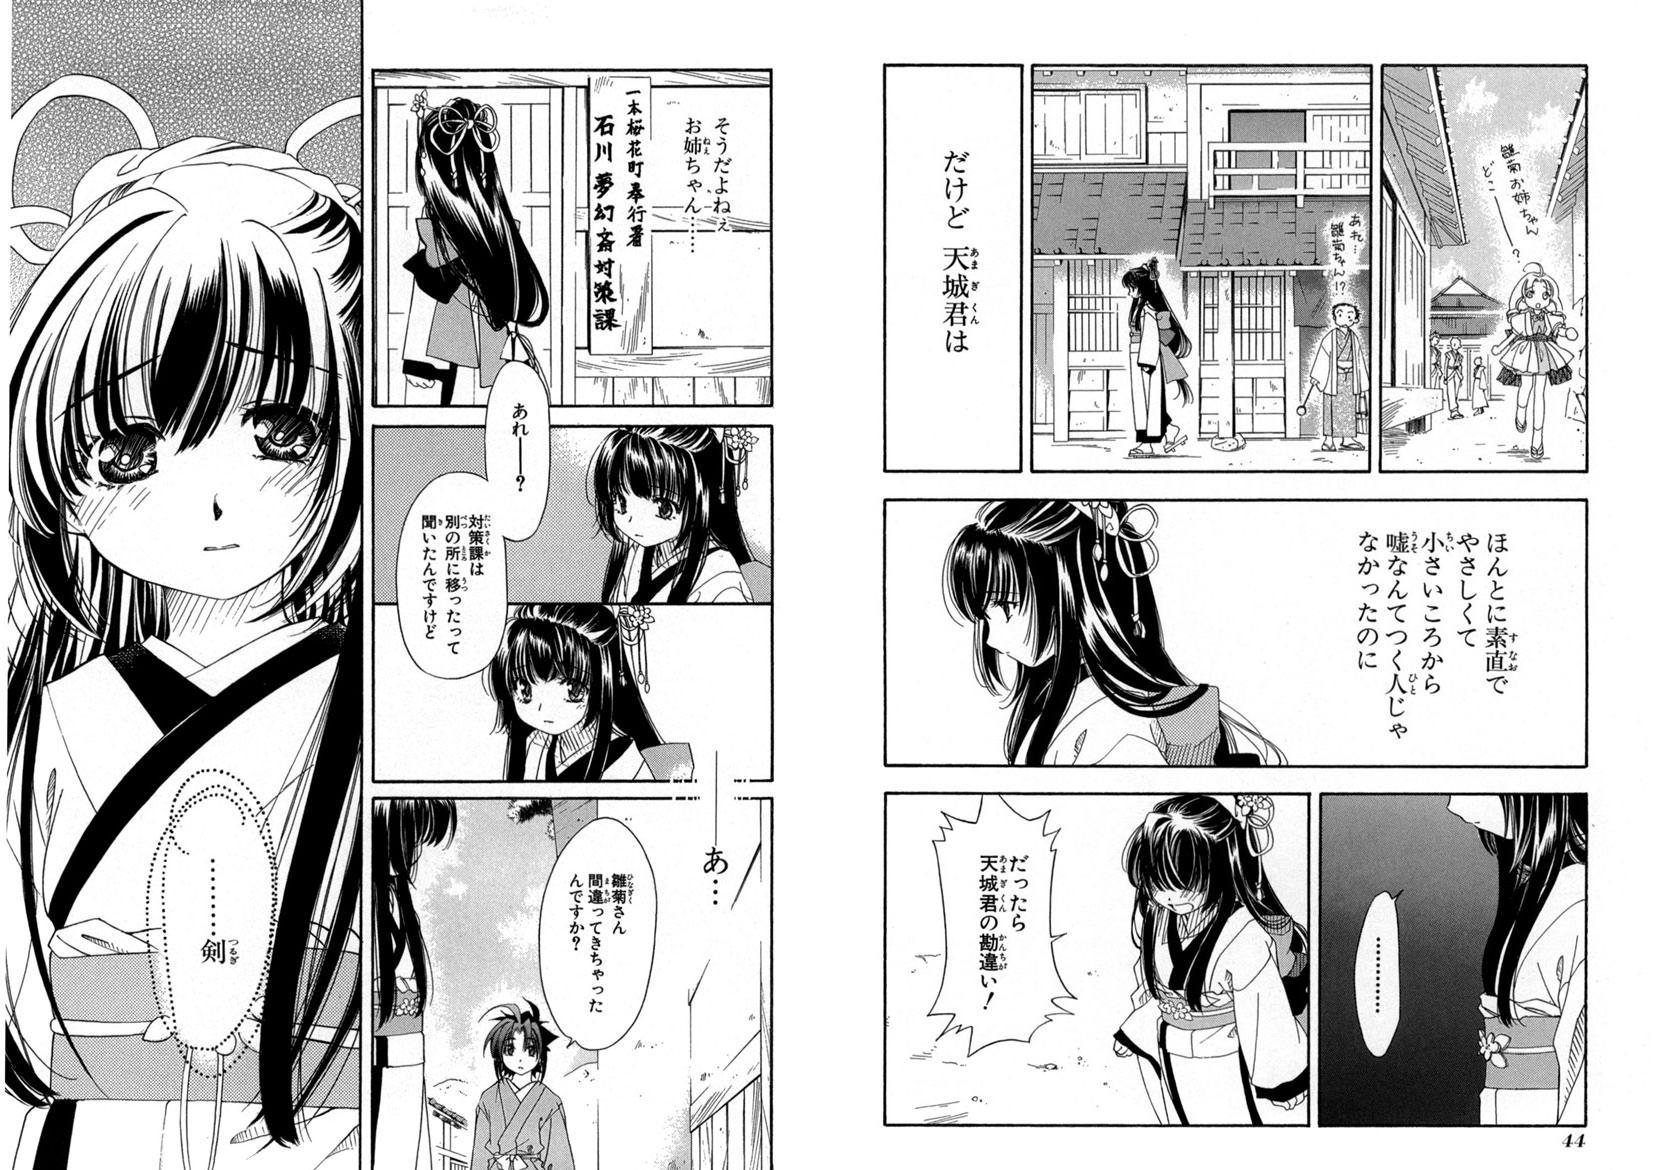 雛菊お姉ちゃん
どこ――？
あれ…
雛菊ちゃん!?
だけど 天城君は
ほんとに素直で
やさしくて
小さいころから
嘘なんてつく人じゃ
なかったのに
…………
だったら
天城君の勘違い！
44
そうだよねぇ
お姉ちゃん……
一本桜花町奉行署
石川夢幻斎対策課
あれ――？
対策課は
別の所に移ったって
聞いたんですけど
――あ…
雛菊さん
間違ってきちゃった
んですか？
……剣